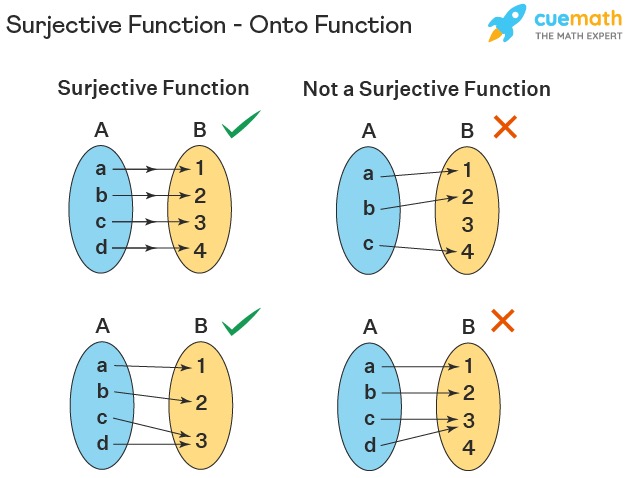 Surjective Function - Onto Function
cuemath
THE MATH EXPERT
Surjective Function
A B
a 1
b 2
c 3
d 4
A B
a 1
b 2
c 3
d
Not a Surjective Function
A B
a 1
b 2
3
c 4
A B
a 1
b 2
c 3
d 4